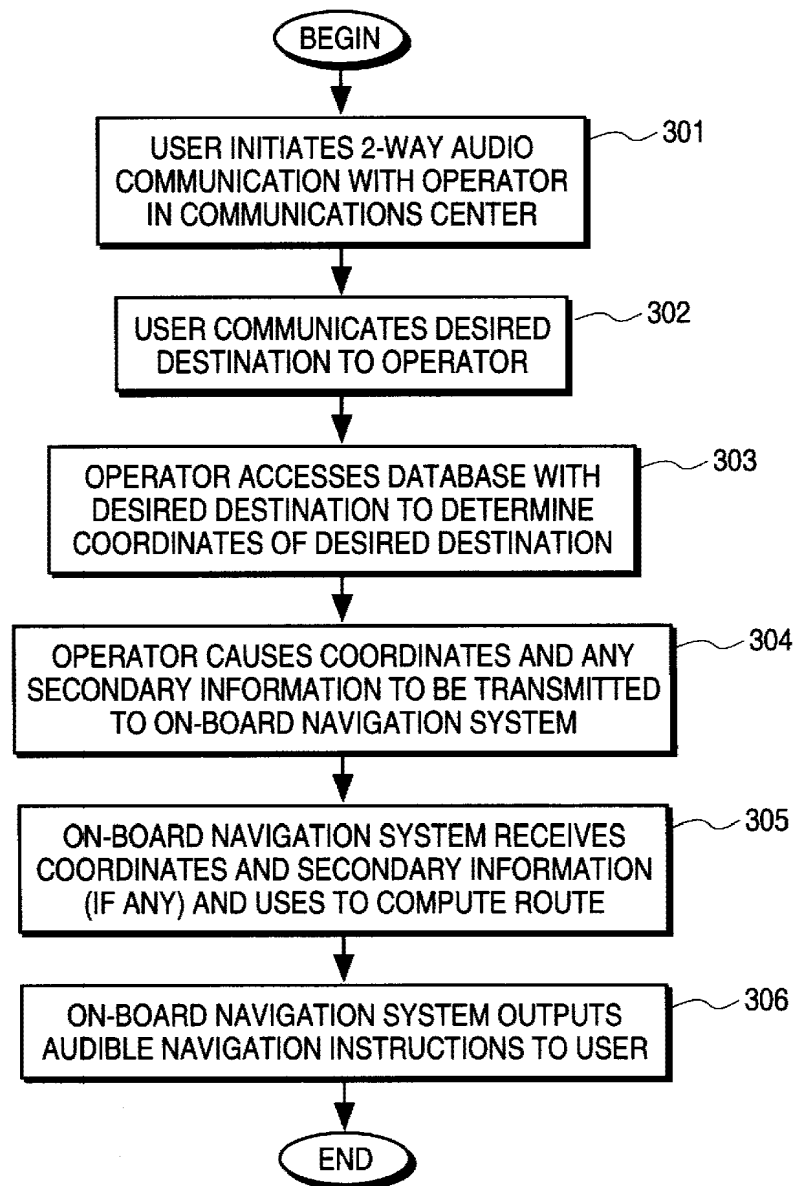 BEGIN
USER INITIATES 2-WAY AUDIO
COMMUNICATION WITH OPERATOR
IN COMMUNICATIONS CENTER
301
USER COMMUNICATES DESIRED
DESTINATION TO OPERATOR
302
OPERATOR ACCESSES DATABASE WITH
DESIRED DESTINATION TO DETERMINE
COORDINATES OF DESIRED DESTINATION
303
OPERATOR CAUSES COORDINATES AND ANY
SECONDARY INFORMATION TO BE TRANSMITTED
TO ON-BOARD NAVIGATION SYSTEM
304
ON-BOARD NAVIGATION SYSTEM RECEIVES
COORDINATES AND SECONDARY INFORMATION
(IF ANY) AND USES TO COMPUTE ROUTE
305
ON-BOARD NAVIGATION SYSTEM OUTPUTS
AUDIBLE NAVIGATION INSTRUCTIONS TO USER
306
END